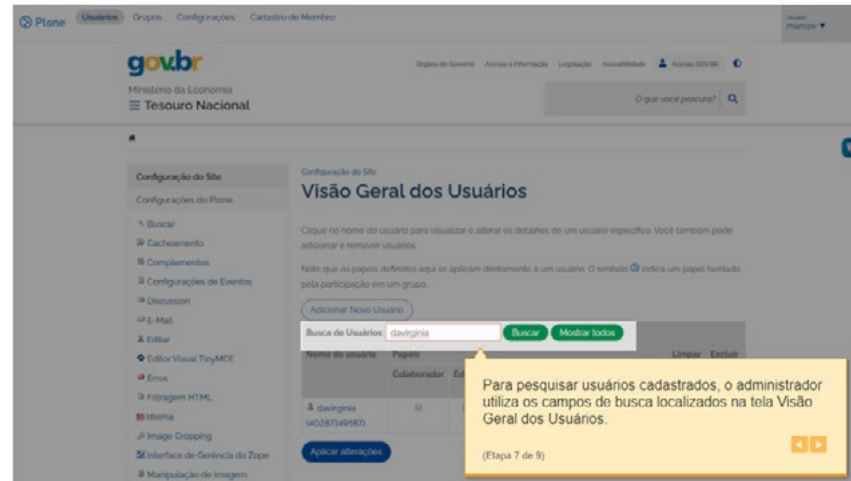 Plone
Usuários Grupos Configurações Cadastro de Membro
Usuário
marcov
gov.br
Órgãos do Governo Acesso à Informação Legislação Acessibilidade Acesso GOV.BR
Ministério da Economia
Tesouro Nacional
O que você procura?
Configuração do Site
Configurações do Plone
Buscar
Cacheamento
Complementos
Configurações de Eventos
Discussion
E-Mail
Editar
Editor Visual TinyMCE
Erros
Filtragem HTML
Idioma
Image Cropping
Interface de Gerência do Zope
Manipulação de Imagem
Configuração do Site
Visão Geral dos Usuários
Clique no nome do usuário para visualizar e alterar os detalhes de um usuário específico. Você também pode
adicionar e remover usuários.
Note que os papéis definidos aqui se aplicam diretamente a um usuário. O símbolo indica um papel herdado
pela participação em um grupo.
Adicionar Novo Usuário
Busca de Usuários: davirginia Buscar Mostrar todos
Nome do usuário Papéis Limpar Excluir
Colaborador Ed
davirginia
(40287149587)
Aplicar alterações
Para pesquisar usuários cadastrados, o administrador
utiliza os campos de busca localizados na tela Visão
Geral dos Usuários.
(Etapa 7 de 9)